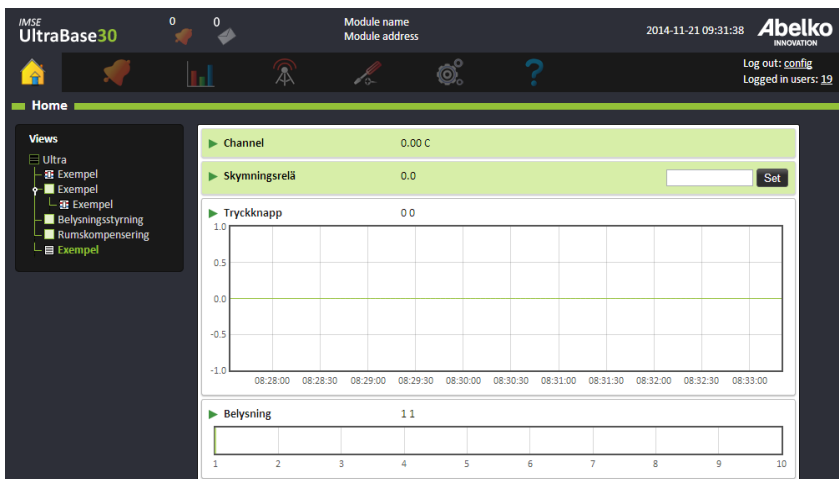 IMSE
UltraBase30
0
0
Module name
Module address
2014-11-21 09:31:38
Abelko
INNOVATION
?
Log out: config
Logged in users: 19
Home
Views
Ultra
Exempel
Exempel
Exempel
Belysningsstyrning
Rumskompensering
Exempel
Channel 0.00 C
Skymningsrelä 0.0 Set
Tryckknapp 0 0
1.0
0.5
0.0
-0.5
-1.0
08:28:00 08:28:30 08:29:00 08:29:30 08:30:00 08:30:30 08:31:00 08:31:30 08:32:00 08:32:30 08:33:00
Belysning 1 1
1 2 3 4 5 6 7 8 9 10